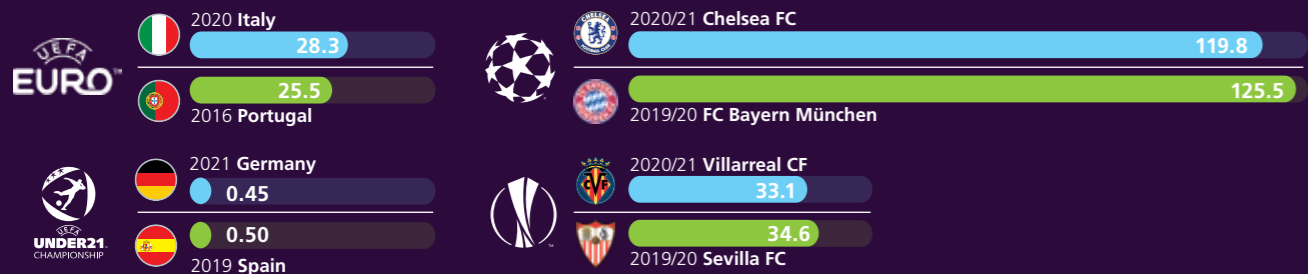 UEFA
EURO™
2020 Italy
28.3
25.5
2016 Portugal
2020/21 Chelsea FC
119.8
125.5
2019/20 FC Bayern München
UEFA
UNDER21
CHAMPIONSHIP
2021 Germany
0.45
0.50
2019 Spain
2020/21 Villarreal CF
33.1
34.6
2019/20 Sevilla FC